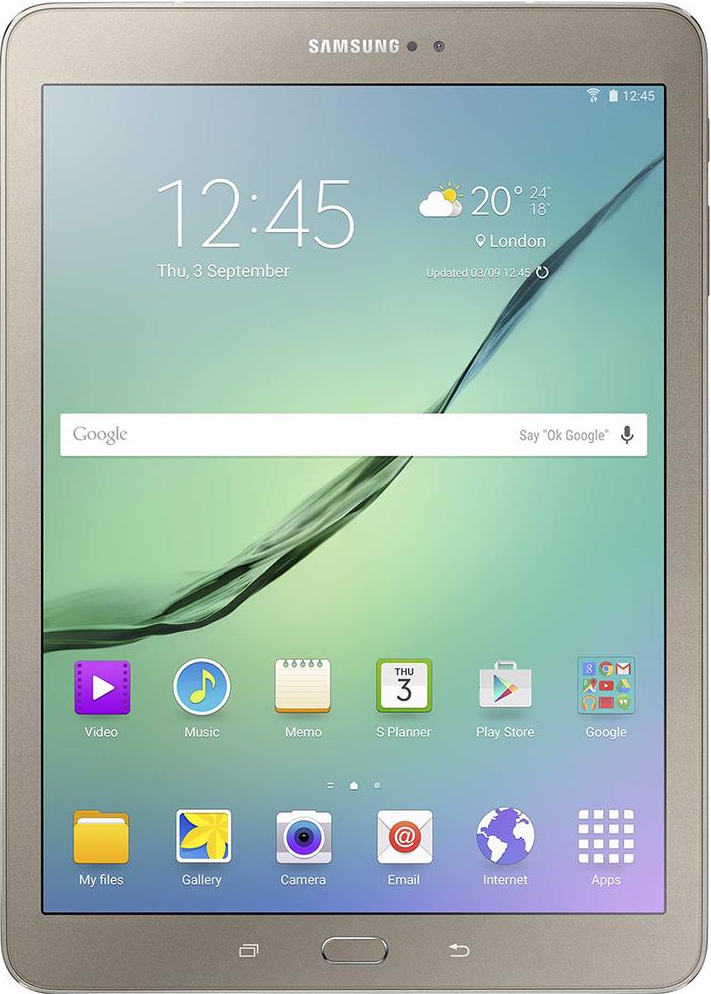 SAMSUNG
12:45
12:45
Thu, 3 September
20°
24°
18°
London
Updated 03/09 12:45
Google
Say "Ok Google"
THU
3
Video
Music
Memo
S Planner
Play Store
Google
@
My files
Gallery
Camera
Email
Internet
Apps